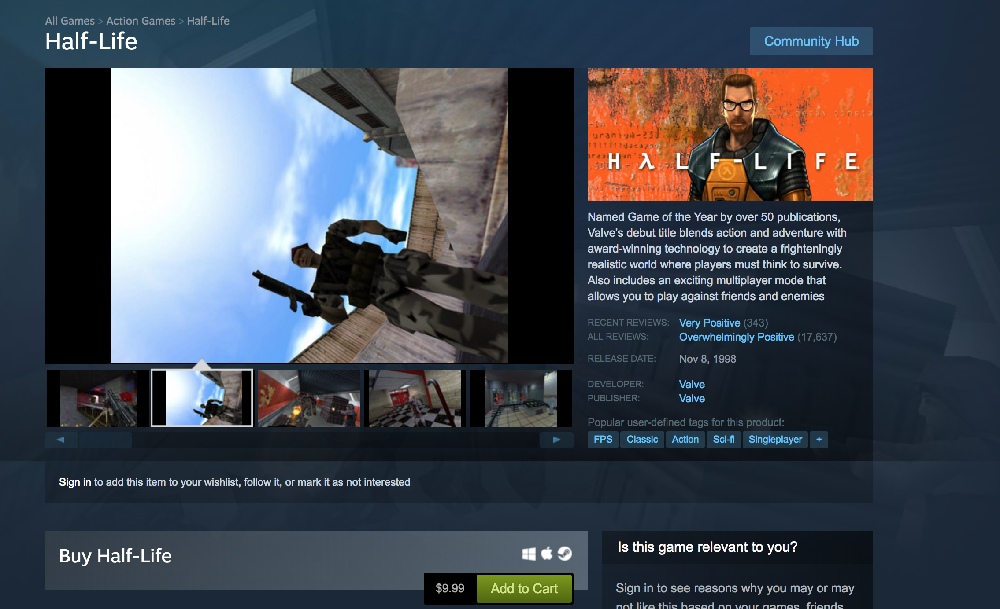 All Games > Action Games > Half-Life
Half-Life
Community Hub
decay consta
uranium-238
H λ L F - L I F E
Named Game of the Year by over 50 publications,
Valve's debut title blends action and adventure with
award-winning technology to create a frighteningly
realistic world where players must think to survive.
Also includes an exciting multiplayer mode that
allows you to play against friends and enemies
RECENT REVIEWS: Very Positive (343)
ALL REVIEWS: Overwhelmingly Positive (17,637)
RELEASE DATE: Nov 8, 1998
DEVELOPER: Valve
PUBLISHER: Valve
Popular user-defined tags for this product:
FPS Classic Action Sci-fi Singleplayer +
Sign in to add this item to your wishlist, follow it, or mark it as not interested
Buy Half-Life
$9.99 Add to Cart
Is this game relevant to you?
Sign in to see reasons why you may or may
not like this based on your games, friends,